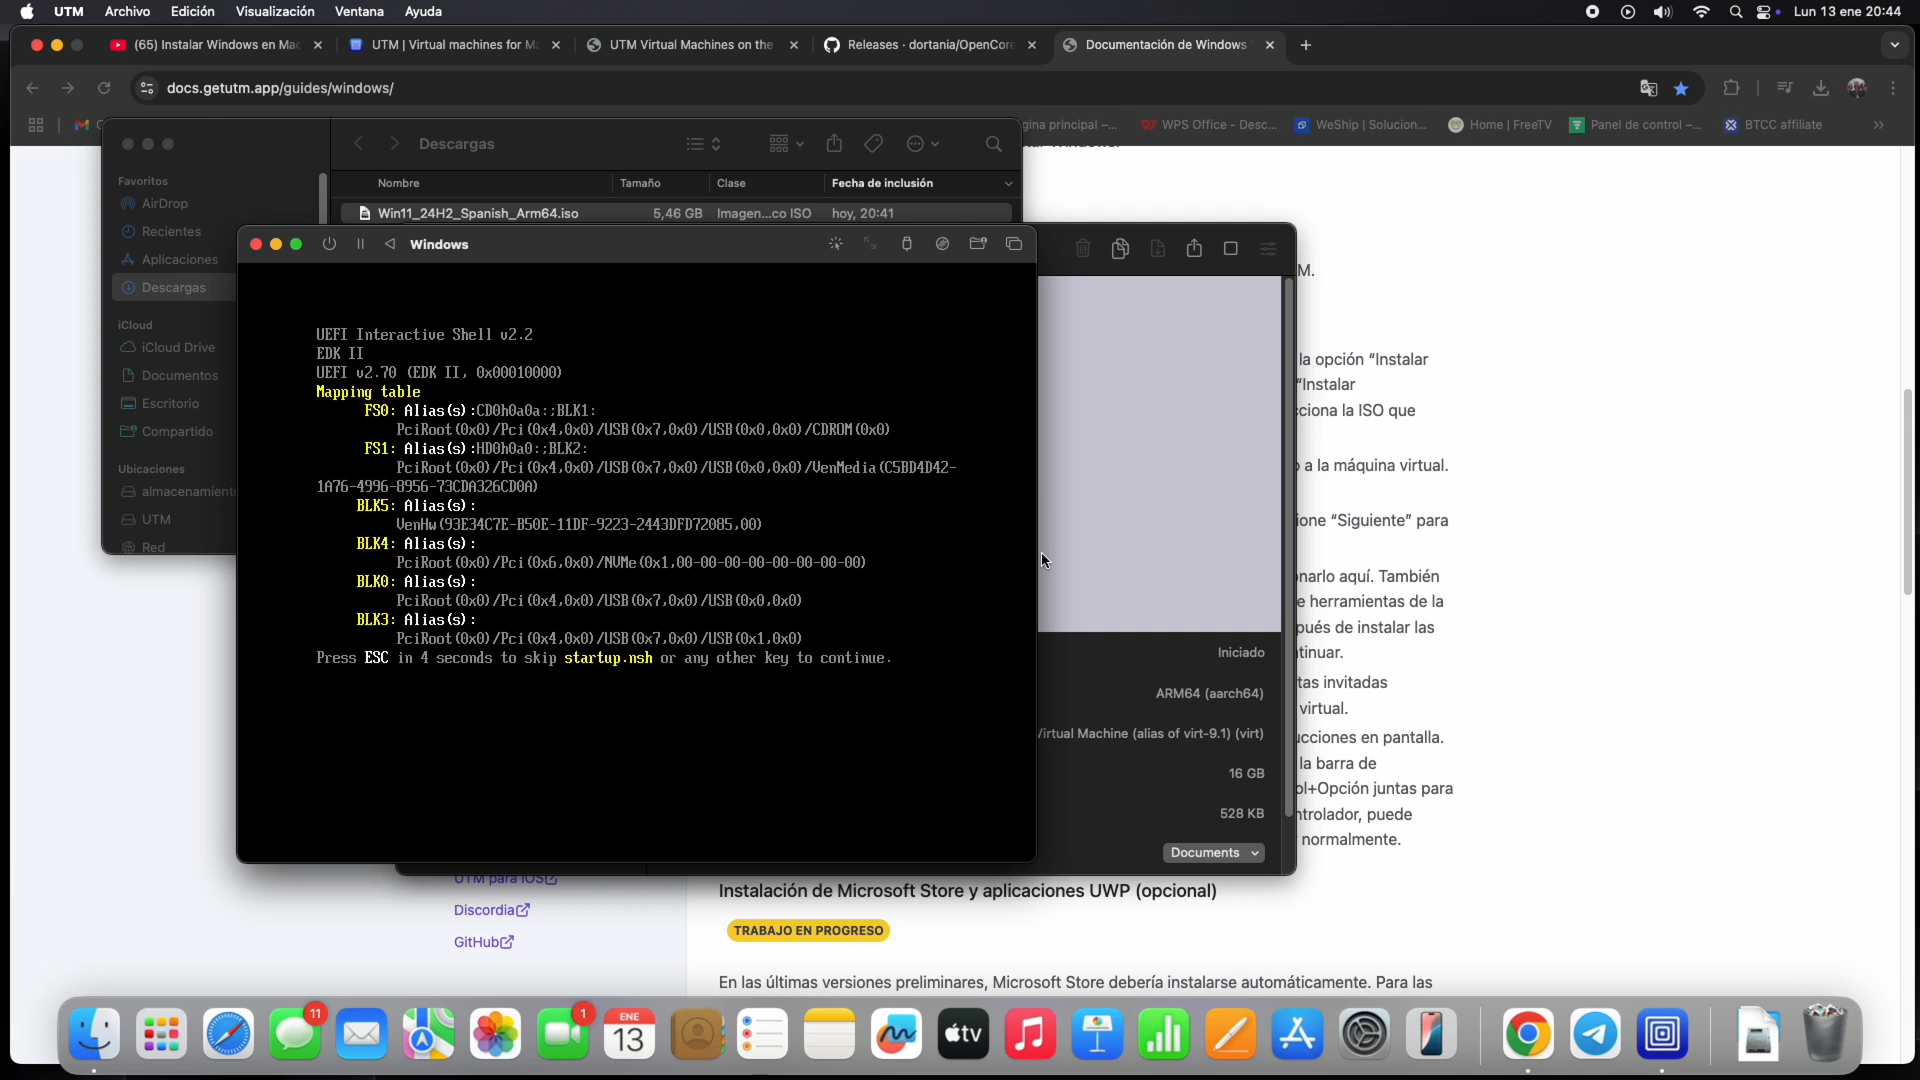 UTM Archivo Edición Visualización Ventana Ayuda Lun 13 ene 20:44
(65) Instalar Windows en Mac UTM | Virtual machines for M UTM Virtual Machines on the Releases · dortania/OpenCore Documentación de Windows
docs.getutm.app/guides/windows/
gina principal –... WPS Office - Desc... WeShip | Solucion... Home | FreeTV Panel de control –... BTCC affiliate
Descargas
Favoritos
AirDrop
Recientes
Aplicaciones
Descargas
iCloud
iCloud Drive
Documentos
Escritorio
Compartido
Ubicaciones
almacenamient
UTM
Red
Nombre Tamaño Clase Fecha de inclusión
Win11_24H2_Spanish_Arm64.iso 5,46 GB Imagen...co ISO hoy, 20:41
Windows
UEFI Interactive Shell v2.2
EDK II
UEFI v2.70 (EDK II, 0x00010000)
Mapping table
FS0: Alias(s):CD0h0a0a:;BLK1:
PciRoot(0x0)/Pci(0x4,0x0)/USB(0x7,0x0)/USB(0x0,0x0)/CDROM(0x0)
FS1: Alias(s):HD0h0a0:;BLK2:
PciRoot(0x0)/Pci(0x4,0x0)/USB(0x7,0x0)/USB(0x0,0x0)/VenMedia(C5BD4D42-
1A76-4996-8956-73CDA326CD0A)
BLK5: Alias(s):
VenHw(93E34C7E-B50E-11DF-9223-2443DFD72085,00)
BLK4: Alias(s):
PciRoot(0x0)/Pci(0x6,0x0)/NVMe(0x1,00-00-00-00-00-00-00-00)
BLK0: Alias(s):
PciRoot(0x0)/Pci(0x4,0x0)/USB(0x7,0x0)/USB(0x0,0x0)
BLK3: Alias(s):
PciRoot(0x0)/Pci(0x4,0x0)/USB(0x7,0x0)/USB(0x1,0x0)
Press ESC in 4 seconds to skip startup.nsh or any other key to continue.
Iniciado
ARM64 (aarch64)
Virtual Machine (alias of virt-9.1) (virt)
16 GB
528 KB
Documents
M.
la opción “Instalar
“Instalar
cciona la ISO que
o a la máquina virtual.
ione “Siguiente” para
onarlo aquí. También
e herramientas de la
pués de instalar las
tinuar.
tas invitadas
virtual.
ucciones en pantalla.
la barra de
ol+Opción juntas para
ntrolador, puede
normalmente.
UTM para iOS
Discordia
GitHub
Instalación de Microsoft Store y aplicaciones UWP (opcional)
TRABAJO EN PROGRESO
En las últimas versiones preliminares, Microsoft Store debería instalarse automáticamente. Para las
11
1
ENE
13
tv